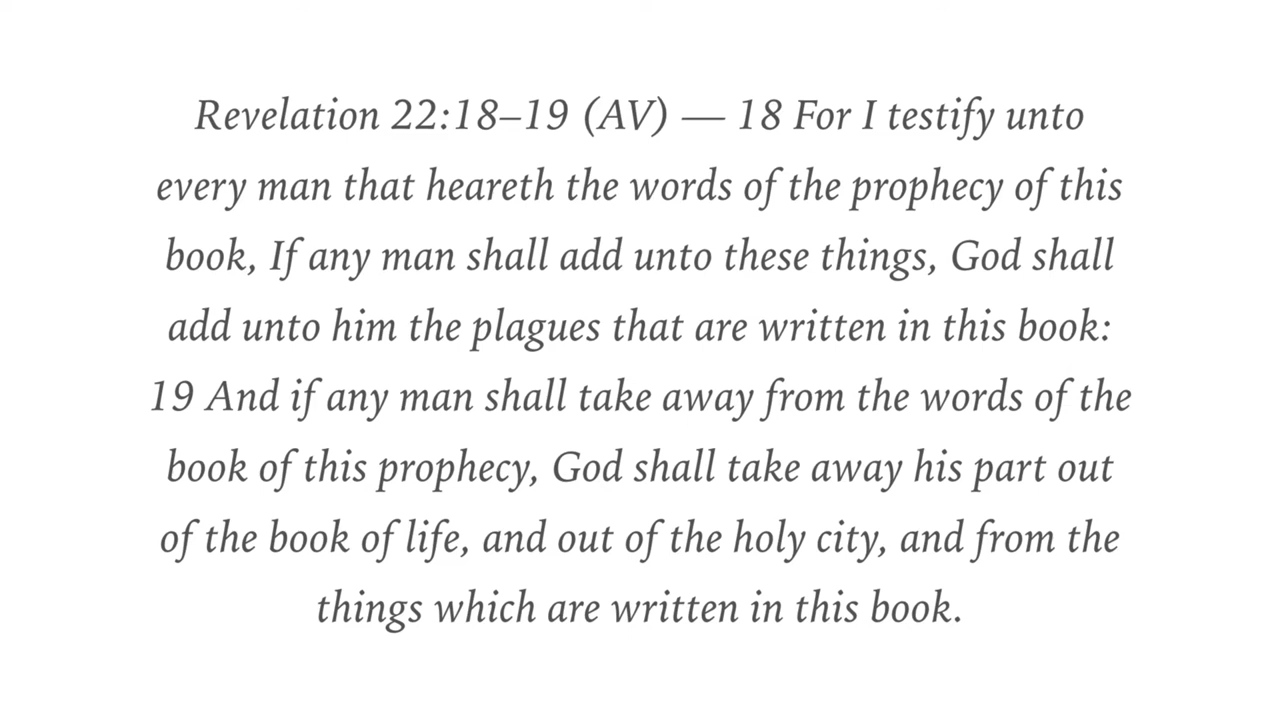 Revelation 22:18–19 (AV) — 18 For I testify unto
every man that heareth the words of the prophecy of this
book, If any man shall add unto these things, God shall
add unto him the plagues that are written in this book:
19 And if any man shall take away from the words of the
book of this prophecy, God shall take away his part out
of the book of life, and out of the holy city, and from the
things which are written in this book.